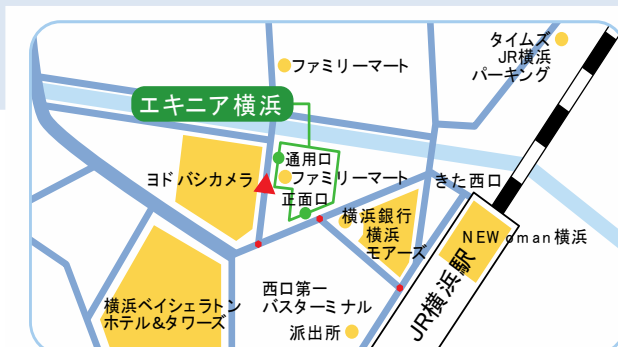 タイムズ
JR横浜
パーキング
ファミリーマート
エキニア横浜
通用口
ヨドバシカメラ
ファミリーマート
きた西口
正面口
横浜銀行
横浜
モアーズ
NEWoman横浜
JR横浜駅
西口第一
バスターミナル
横浜ベイシェラトン
ホテル&タワーズ
派出所